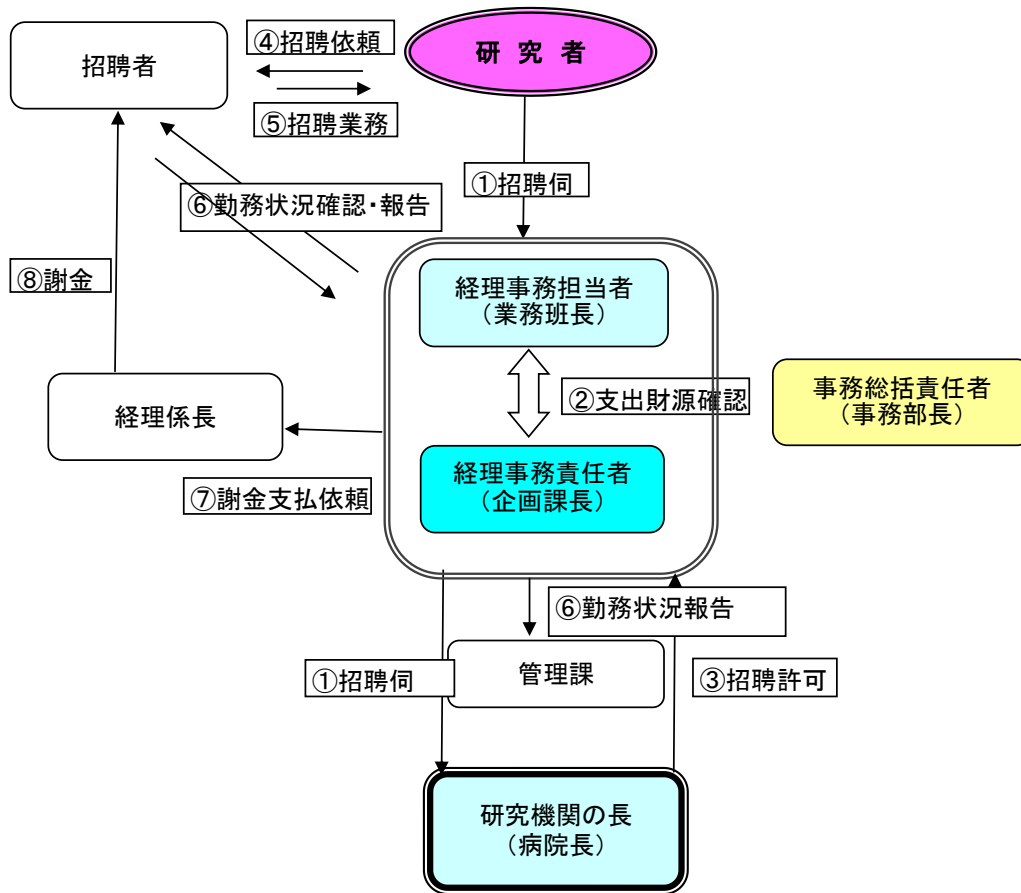 ④招聘依頼
研 究 者
招聘者
⑤招聘業務
①招聘伺
⑥勤務状況確認・報告
⑧謝金
経理事務担当者
（業務班長）
②支出財源確認
事務総括責任者
（事務部長）
経理係長
経理事務責任者
（企画課長）
⑦謝金支払依頼
⑥勤務状況報告
①招聘伺
管理課
③招聘許可
研究機関の長
（病院長）